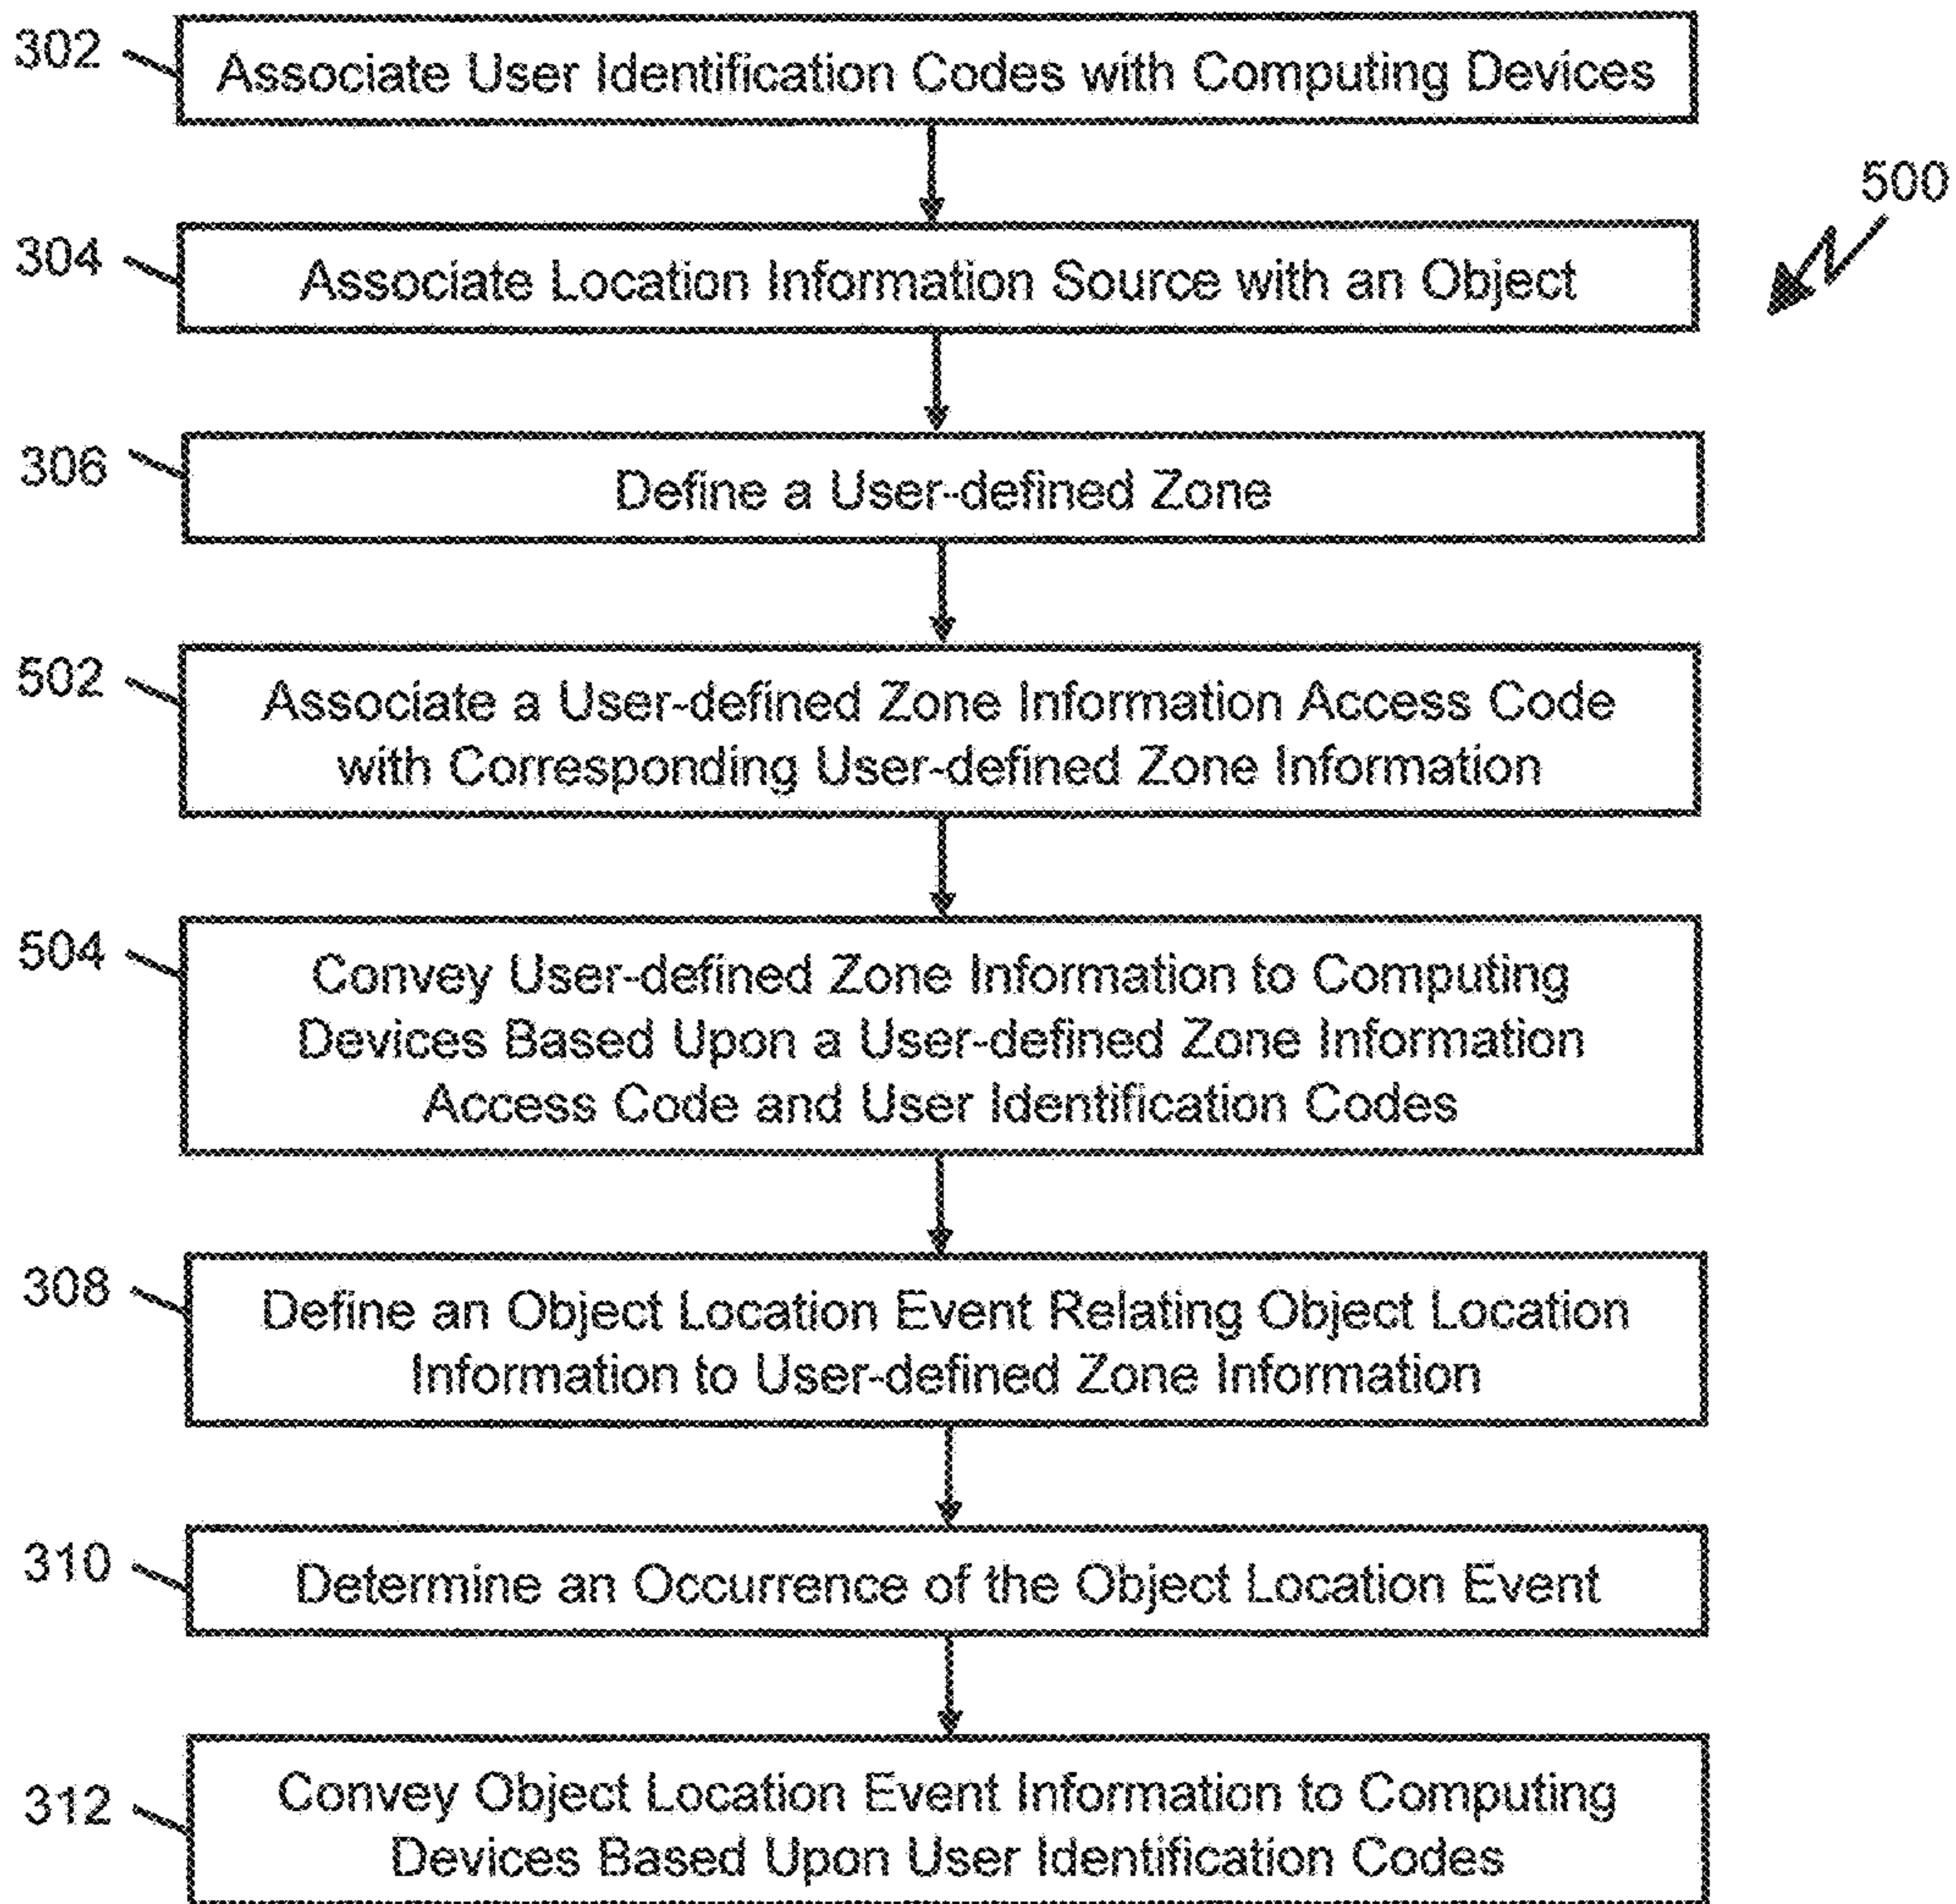 302
Associate User Identification Codes with Computing Devices
500
304
Associate Location Information Source with an Object
306
Define a User-defined Zone
502
Associate a User-defined Zone Information Access Code
with Corresponding User-defined Zone Information
504
Convey User-defined Zone Information to Computing
Devices Based Upon a User-defined Zone Information
Access Code and User Identification Codes
308
Define an Object Location Event Relating Object Location
Information to User-defined Zone Information
310
Determine an Occurrence of the Object Location Event
312
Convey Object Location Event Information to Computing
Devices Based Upon User Identification Codes